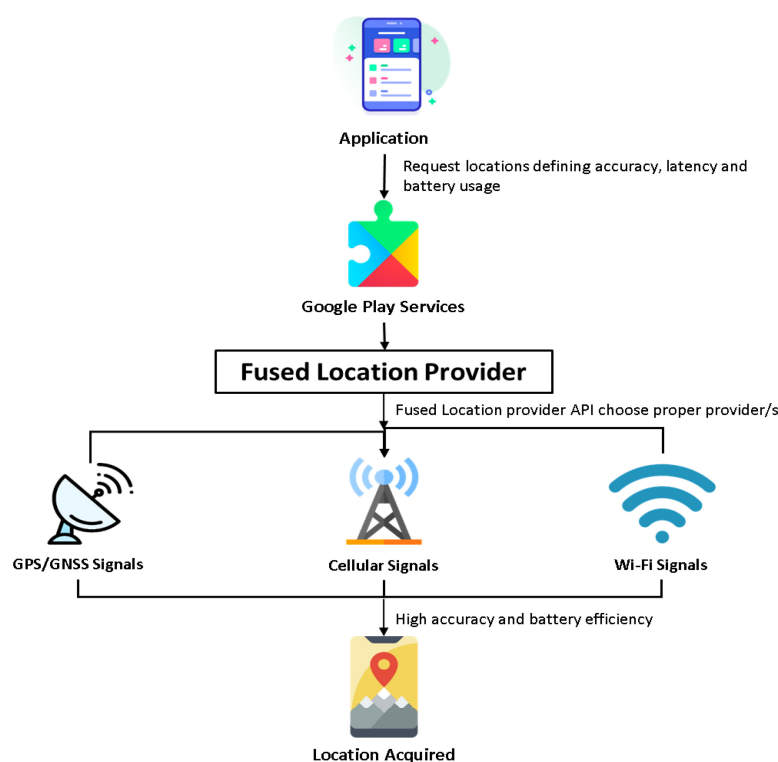 Application
Request locations defining accuracy, latency and
battery usage
Google Play Services
Fused Location Provider
Fused Location provider API choose proper provider/s
GPS/GNSS Signals
Cellular Signals
Wi-Fi Signals
High accuracy and battery efficiency
Location Acquired